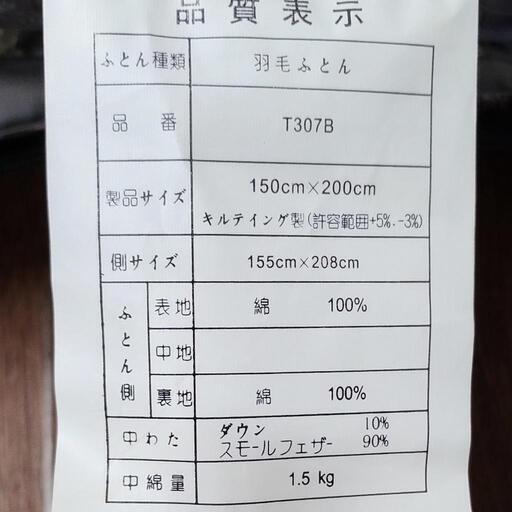 品質表示
ふとん種類 羽毛ふとん
品番 T307B
製品サイズ 150cm×200cm
キルテイング製(許容範囲+5%.-3%)
側サイズ 155cm×208cm
ふとん側
表地 綿 100%
中地
裏地 綿 100%
中わた ダウン 10%
スモールフェザー 90%
中綿量 1.5 kg